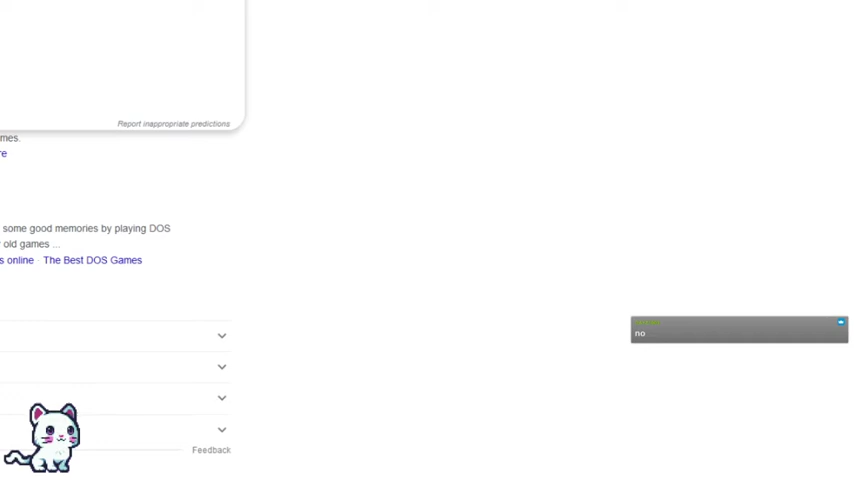 Report inappropriate predictions
mes.
re
some good memories by playing DOS
old games ...
s online · The Best DOS Games
no
Feedback